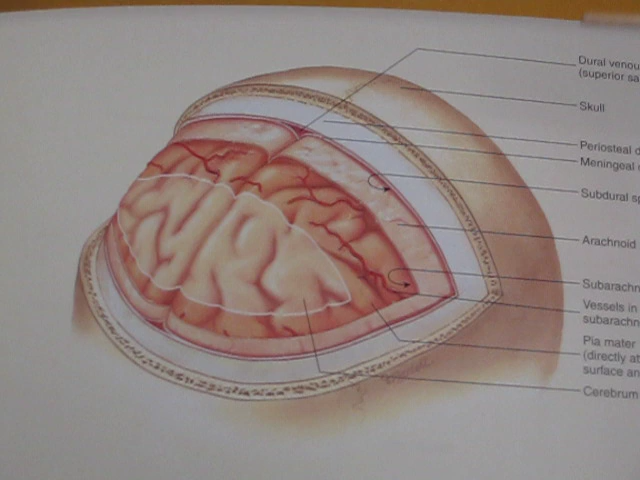 Dural venou
(superior sa
Skull
Periosteal d
Meningeal
Subdural sp
Arachnoid
Subarachn
Vessels in
subarachn
Pia mater
(directly at
surface an
Cerebrum